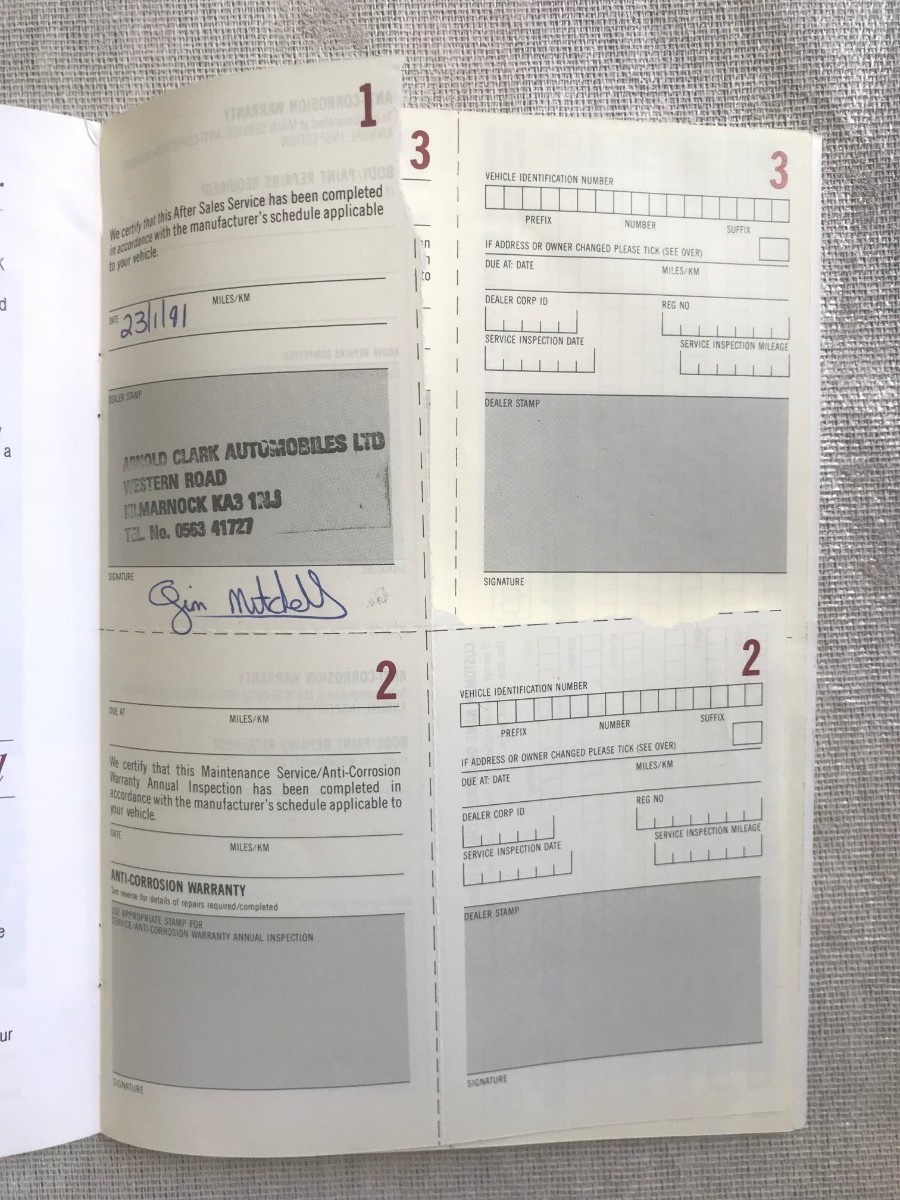 1
We certify that this After Sales Service has been completed
in accordance with the manufacturer's schedule applicable
to your vehicle.
MILES/KM
DATE 23/1/91
DEALER STAMP
ARNOLD CLARK AUTOMOBILES LTD
WESTERN ROAD
KILMARNOCK KA3 1
TEL No. 0563 41727
SIGNATURE
Jim Mitchell
2
DUE AT
MILES/KM
We certify that this Maintenance Service/Anti-Corrosion
Warranty Annual Inspection has been completed in
accordance with the manufacturer's schedule applicable to
your vehicle.
DATE
MILES/KM
ANTI-CORROSION WARRANTY
See reverse for details of repairs required/completed
USE APPROPRIATE STAMP FOR
SERVICE/ANTI-CORROSION WARRANTY ANNUAL INSPECTION
SIGNATURE
3
to
3
VEHICLE IDENTIFICATION NUMBER
PREFIX NUMBER SUFFIX
IF ADDRESS OR OWNER CHANGED PLEASE TICK (SEE OVER)
DUE AT: DATE MILES/KM
DEALER CORP ID REG NO
SERVICE INSPECTION DATE SERVICE INSPECTION MILEAGE
DEALER STAMP
SIGNATURE
2
VEHICLE IDENTIFICATION NUMBER
PREFIX NUMBER SUFFIX
IF ADDRESS OR OWNER CHANGED PLEASE TICK (SEE OVER)
DUE AT: DATE MILES/KM
DEALER CORP ID REG NO
SERVICE INSPECTION DATE SERVICE INSPECTION MILEAGE
DEALER STAMP
SIGNATURE
a
ur